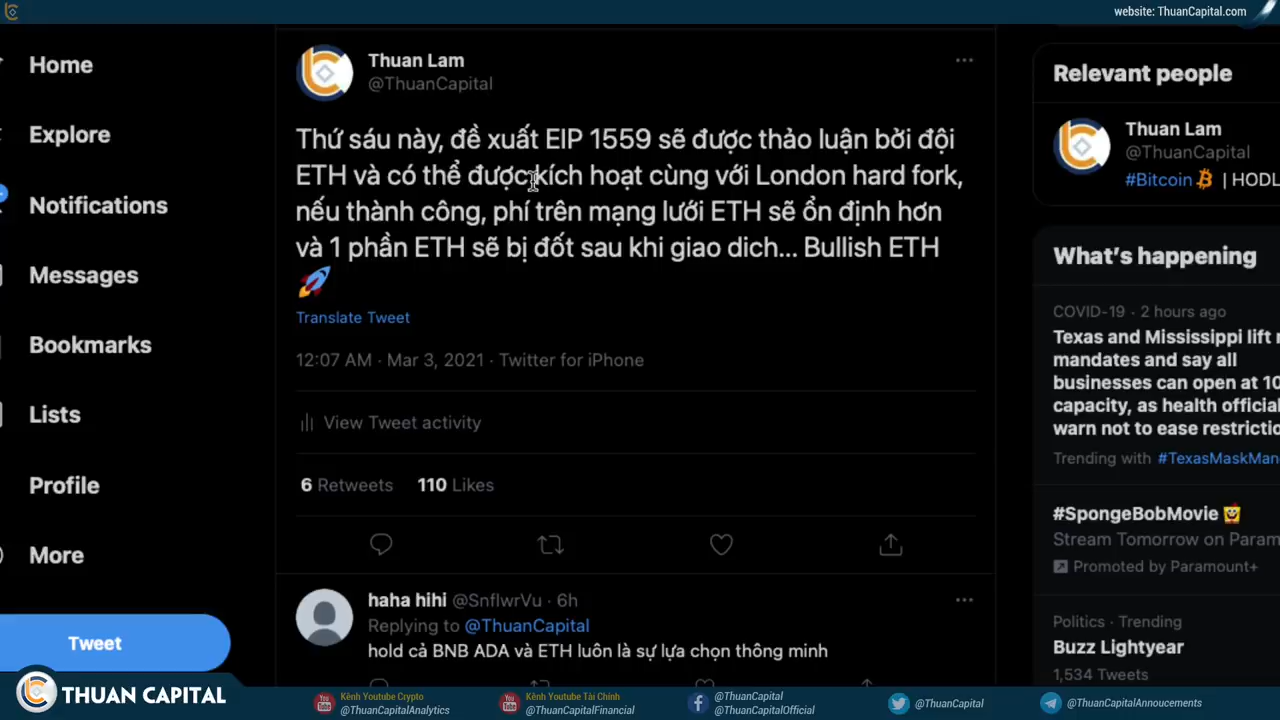 website: ThuanCapital.com
Home
Explore
Notifications
Messages
Bookmarks
Lists
Profile
More
Tweet
Thuan Lam
@ThuanCapital
Thứ sáu này, đề xuất EIP 1559 sẽ được thảo luận bởi đội
ETH và có thể được kích hoạt cùng với London hard fork,
nếu thành công, phí trên mạng lưới ETH sẽ ổn định hơn
và 1 phần ETH sẽ bị đốt sau khi giao dich... Bullish ETH
🚀
Translate Tweet
12:07 AM · Mar 3, 2021 · Twitter for iPhone
View Tweet activity
6 Retweets 110 Likes
haha hihi @SnflwrVu · 6h
Replying to @ThuanCapital
hold cả BNB ADA và ETH luôn là sự lựa chọn thông minh
Relevant people
Thuan Lam
@ThuanCapital
#Bitcoin | HODL
What's happening
COVID-19 · 2 hours ago
Texas and Mississippi lift
mandates and say all
businesses can open at
capacity, as health
warn not to ease
Trending with
#SpongeBobMovie
Stream Tomorrow on
Promoted by Paramount+
Politics · Trending
Buzz Lightyear
1,534 Tweets
THUAN CAPITAL
Kênh Youtube Crypto
@ThuanCapitalAnalytics
Kênh Youtube Tài Chính
@ThuanCapitalFinancial
@ThuanCapital
@ThuanCapitalOfficial
@ThuanCapital
@ThuanCapitalAnnoucements